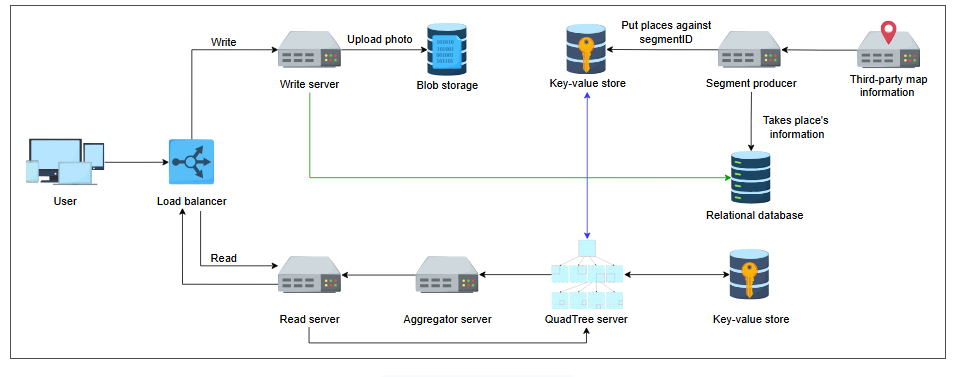 Write
Upload photo
Write server
Blob storage
Key-value store
Put places against
segmentID
Segment producer
Third-party map
information
Takes place's
information
User
Load balancer
Relational database
Read
Read server
Aggregator server
QuadTree server
Key-value store